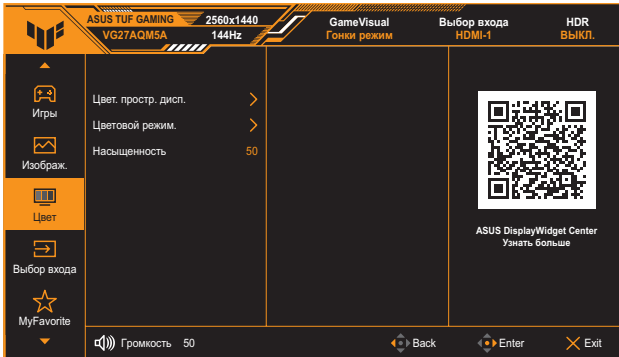 ASUS TUF GAMING
VG27AQM5A
2560x1440
144Hz
GameVisual
Гонки режим
Выбор входа
HDMI-1
HDR
ВЫКЛ.
Игры
Изображ.
Цвет
Выбор входа
MyFavorite
Цвет. простр. дисп.
Цветовой режим.
Насыщенность 50
ASUS DisplayWidget Center
Узнать больше
Громкость 50
Back
Enter
Exit